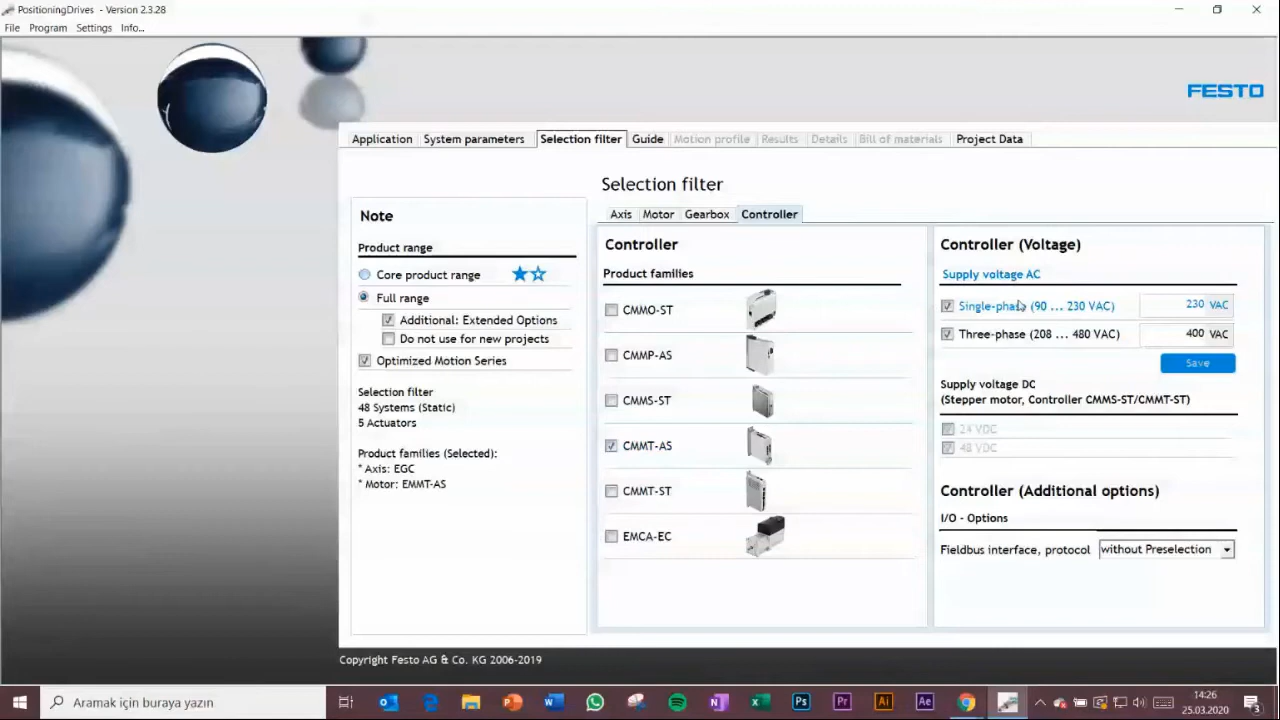 PositioningDrives - Version 2.3.28
File Program Settings Info...
FESTO
Application System parameters Selection filter Guide Motion profile Results Details Bill of materials Project Data
Selection filter
Note
Product range
Core product range
Full range
Additional: Extended Options
Do not use for new projects
Optimized Motion Series
Selection filter
48 Systems (Static)
5 Actuators
Product families (Selected):
* Axis: EGC
* Motor: EMMT-AS
Axis Motor Gearbox Controller
Controller
Product families
CMMO-ST
CMMP-AS
CMMS-ST
CMMT-AS
CMMT-ST
EMCA-EC
Controller (Voltage)
Supply voltage AC
Single-phase (90 ... 230 VAC) 230 VAC
Three-phase (208 ... 480 VAC) 400 VAC
Save
Supply voltage DC
(Stepper motor, Controller CMMS-ST/CMMT-ST)
24 VDC
48 VDC
Controller (Additional options)
I/O - Options
Fieldbus interface, protocol without Preselection
Copyright Festo AG & Co. KG 2006-2019
Aramak için buraya yazın
14:26
25.03.2020
3